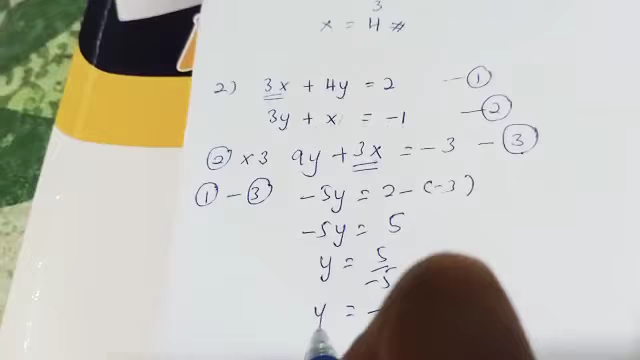 3
x = 4 *
2) 3x + 4y = 2 — ①
3y + x = -1 — ②
② × 3 9y + 3x = -3 — ③
① - ③ -5y = 2 - (-3)
-5y = 5
y = 5/-5
y = -